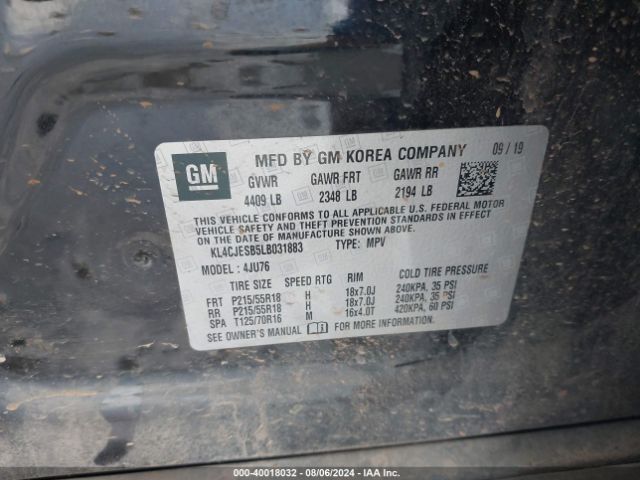 GM
MFD BY GM KOREA COMPANY 09/19
GVWR GAWR FRT GAWR RR
4409 LB 2348 LB 2194 LB
THIS VEHICLE CONFORMS TO ALL APPLICABLE U.S. FEDERAL MOTOR
VEHICLE SAFETY AND THEFT PREVENTION STANDARDS IN EFFECT
ON THE DATE OF MANUFACTURE SHOWN ABOVE.
KL4CJESB5LB031883 TYPE: MPV
MODEL: 4JU76
TIRE SIZE SPEED RTG RIM COLD TIRE PRESSURE
FRT P215/55R18 H 18x7.0J 240KPA, 35 PSI
RR P215/55R18 H 18x7.0J 240KPA, 35 PSI
SPA T125/70R16 M 16x4.0T 420KPA, 60 PSI
SEE OWNER'S MANUAL FOR MORE INFORMATION
000-40018032 - 08/06/2024 - IAA Inc.